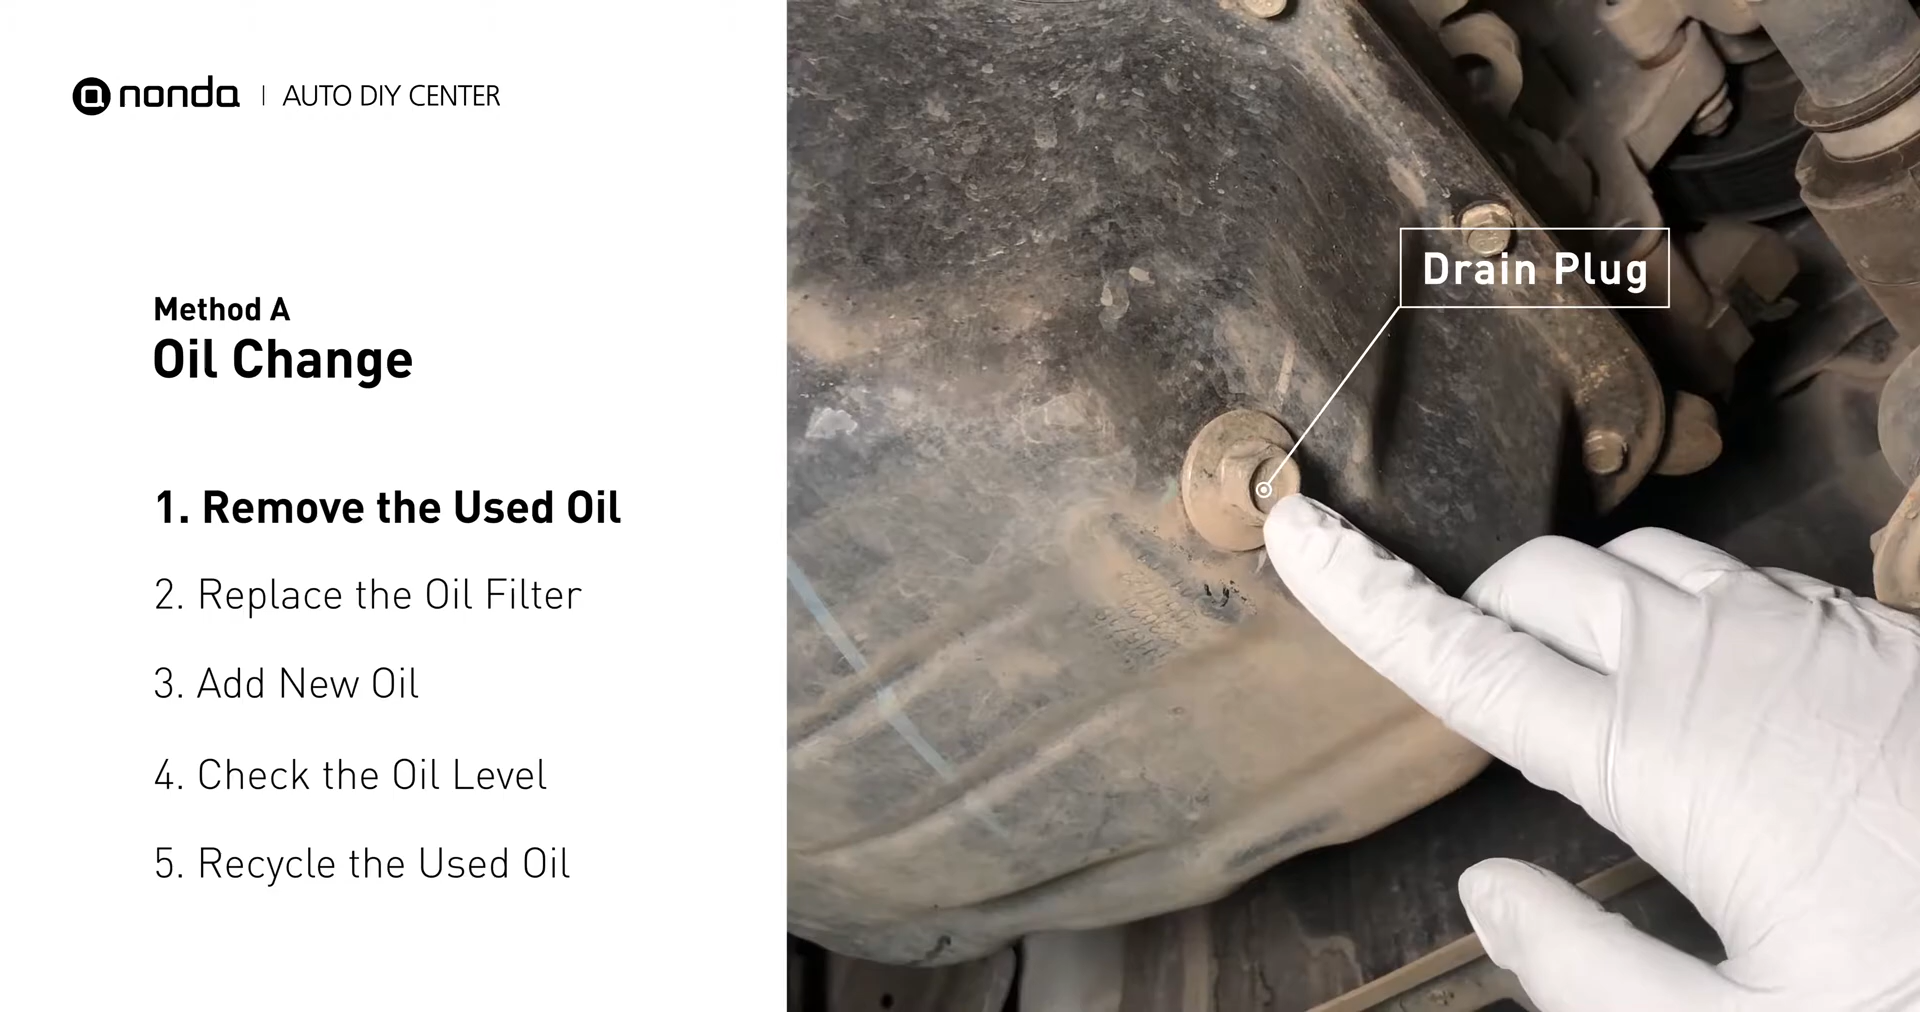 nonda | AUTO DIY CENTER
Method A
Oil Change
1. Remove the Used Oil
2. Replace the Oil Filter
3. Add New Oil
4. Check the Oil Level
5. Recycle the Used Oil
Drain Plug